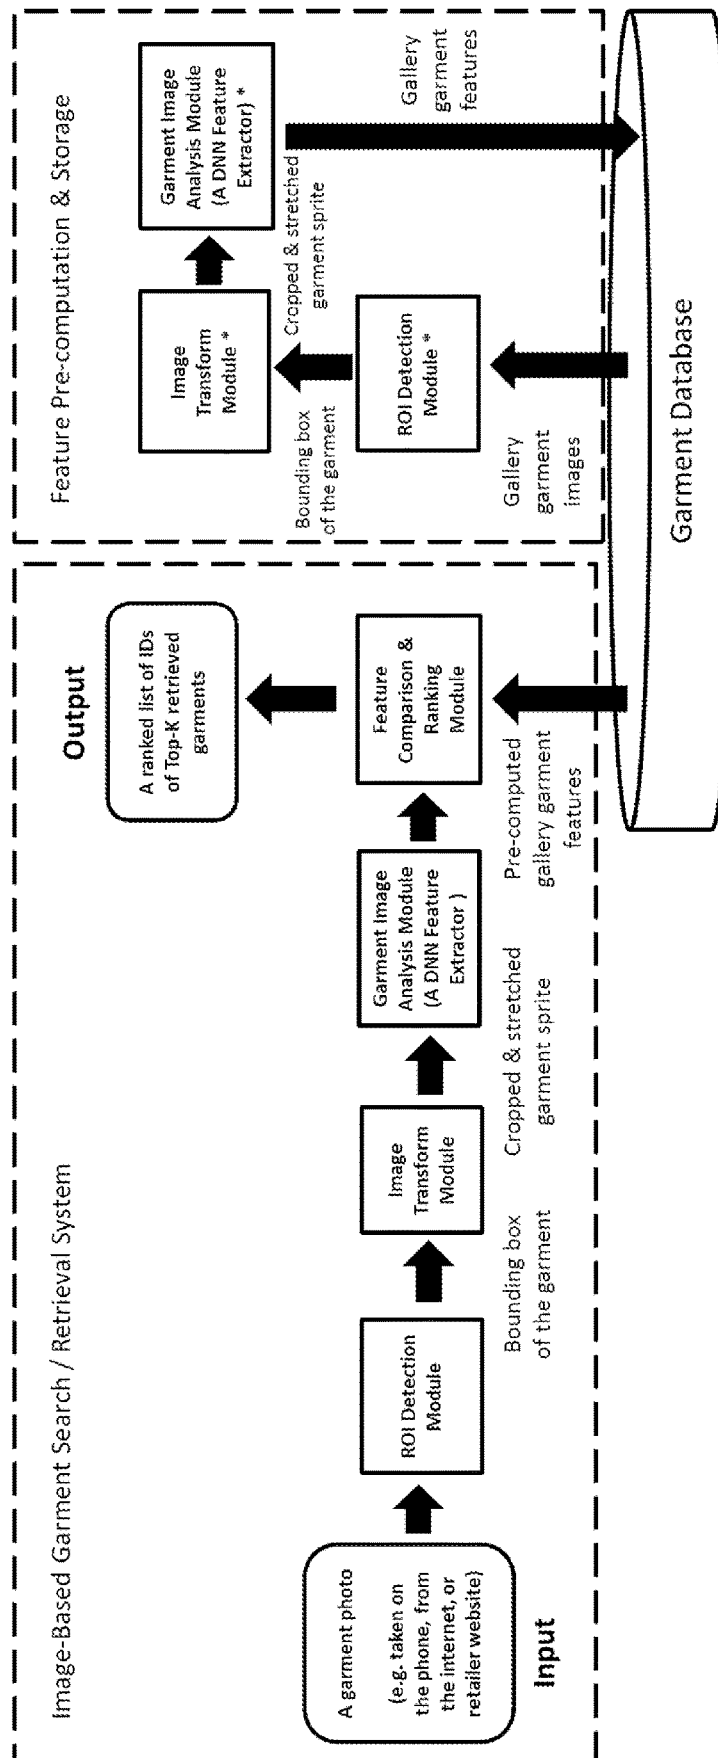 Image-Based Garment Search / Retrieval System
A garment photo
(e.g. taken on
the phone, from
the internet, or
retailer website)
Input
ROI Detection
Module
Bounding box
of the garment
Image
Transform
Module
Cropped & stretched
garment sprite
Garment Image
Analysis Module
(A DNN Feature
Extractor )
Feature
Comparison &
Ranking
Module
Pre-computed
gallery garment
features
Output
A ranked list of IDs
of Top-K retrieved
garments
Feature Pre-computation & Storage
Gallery
garment
images
ROI Detection
Module *
Bounding box
of the garment
Image
Transform
Module *
Cropped & stretched
garment sprite
Garment Image
Analysis Module
(A DNN Feature
Extractor) *
Gallery
garment
features
Garment Database